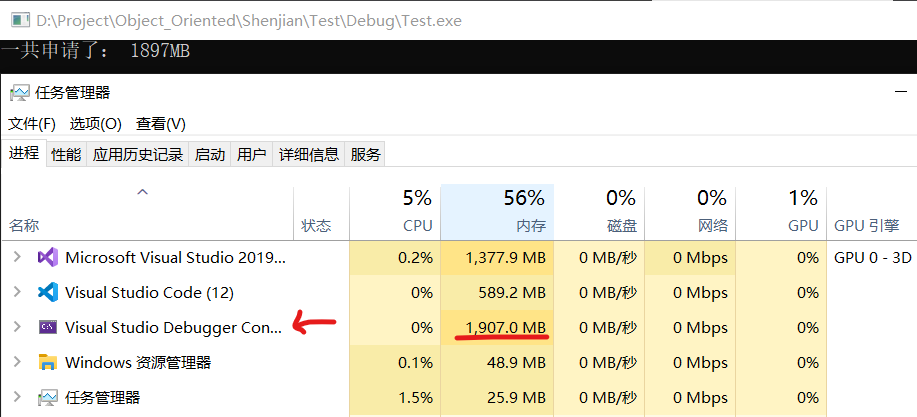 D:\Project\Object_Oriented\Shenjian\Test\Debug\Test.exe
一共申请了： 1897MB
任务管理器
文件(F) 选项(O) 查看(V)
进程 性能 应用历史记录 启动 用户 详细信息 服务
5% 56% 0% 0% 1%
名称 状态 CPU 内存 磁盘 网络 GPU GPU 引擎
Microsoft Visual Studio 2019... 0.2% 1,377.9 MB 0 MB/秒 0 Mbps 0% GPU 0 - 3D
Visual Studio Code (12) 0% 589.2 MB 0 MB/秒 0 Mbps 0%
C:\ Visual Studio Debugger Con... 0% 1,907.0 MB 0 MB/秒 0 Mbps 0%
Windows 资源管理器 0.1% 48.9 MB 0 MB/秒 0 Mbps 0%
任务管理器 1.5% 25.9 MB 0 MB/秒 0 Mbps 0%